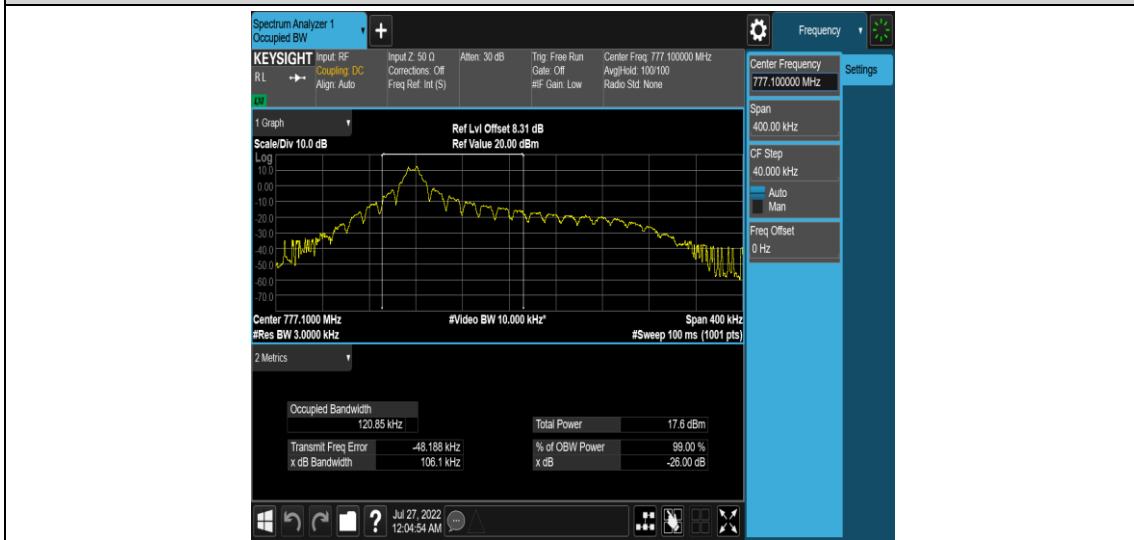 Spectrum Analyzer 1
Occupied BW
Frequency
KEYSIGHT
RL
LXI
Input: RF
Coupling: DC
Align: Auto
Input Z: 50 Ω
Corrections: Off
Freq Ref: Int (S)
Atten: 30 dB
Trig: Free Run
Gate: Off
#IF Gain: Low
Center Freq: 777.100000 MHz
Avg|Hold: 100/100
Radio Std: None
Center Frequency
777.100000 MHz
Settings
Span
400.00 kHz
CF Step
40.000 kHz
Auto
Man
Freq Offset
0 Hz
1 Graph
Scale/Div 10.0 dB
Ref Lvl Offset 8.31 dB
Ref Value 20.00 dBm
Log
10.0
0.00
-10.0
-20.0
-30.0
-40.0
-50.0
-60.0
-70.0
Center 777.1000 MHz
#Video BW 10.000 kHz*
Span 400 kHz
#Res BW 3.0000 kHz
#Sweep 100 ms (1001 pts)
2 Metrics
Occupied Bandwidth
120.85 kHz
Total Power 17.6 dBm
Transmit Freq Error -48.188 kHz
% of OBW Power 99.00 %
x dB Bandwidth 106.1 kHz
x dB -26.00 dB
?
Jul 27, 2022
12:04:54 AM